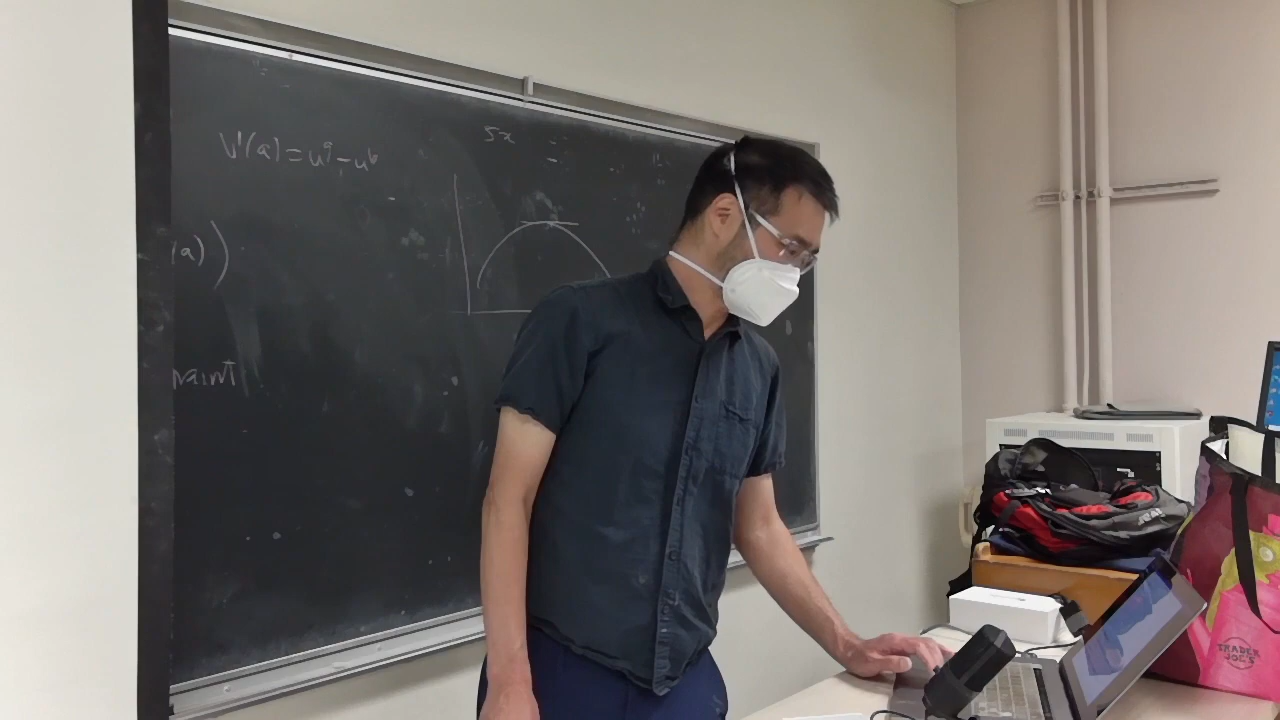 V'(a) = u^a - u^b
5x
a))
raint
TRADER
JOE'S